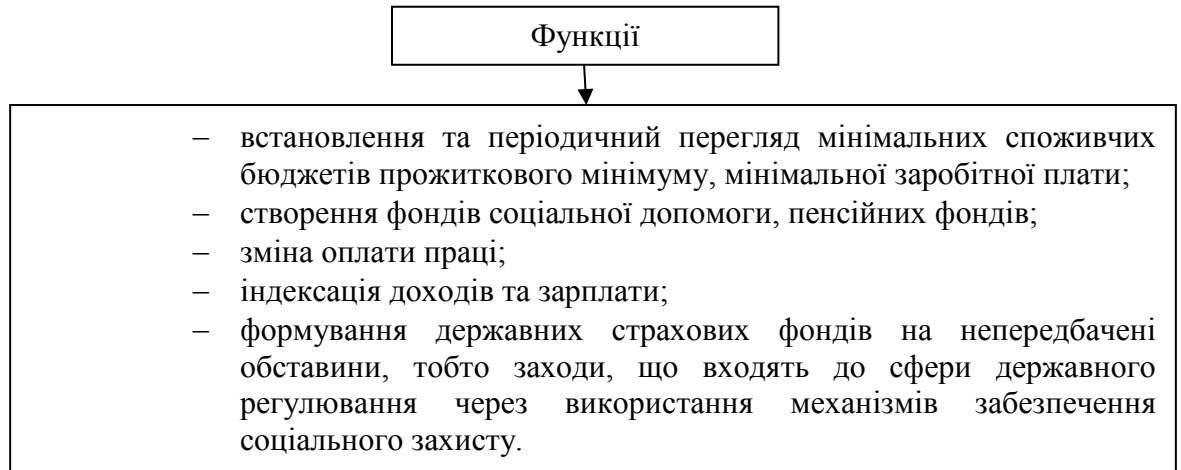 Функції
– встановлення та періодичний перегляд мінімальних споживчих
бюджетів прожиткового мінімуму, мінімальної заробітної плати;
– створення фондів соціальної допомоги, пенсійних фондів;
– зміна оплати праці;
– індексація доходів та зарплати;
– формування державних страхових фондів на непередбачені
обставини, тобто заходи, що входять до сфери державного
регулювання через використання механізмів забезпечення
соціального захисту.